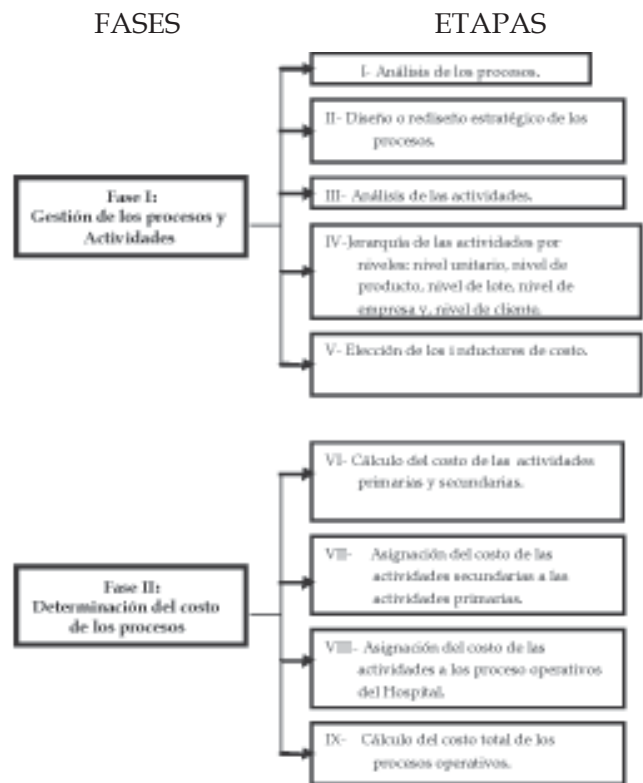 FASES ETAPAS
I- Análisis de los procesos.
II- Diseño o rediseño estratégico de los
procesos.
Fase I:
Gestión de los procesos y
Actividades
III- Análisis de las actividades.
IV-Jerarquía de las actividades por
niveles: nivel unitario, nivel de
producto, nivel de lote, nivel de
empresa y, nivel de cliente.
V- Elección de los inductores de costo.
VI- Cálculo del costo de las actividades
primarias y secundarias.
Fase II:
Determinación del costo
de los procesos
VII- Asignación del costo de las
actividades secundarias a las
actividades primarias.
VIII- Asignación del costo de las
actividades a los proceso operativos
del Hospital.
IX- Cálculo del costo total de los
procesos operativos.